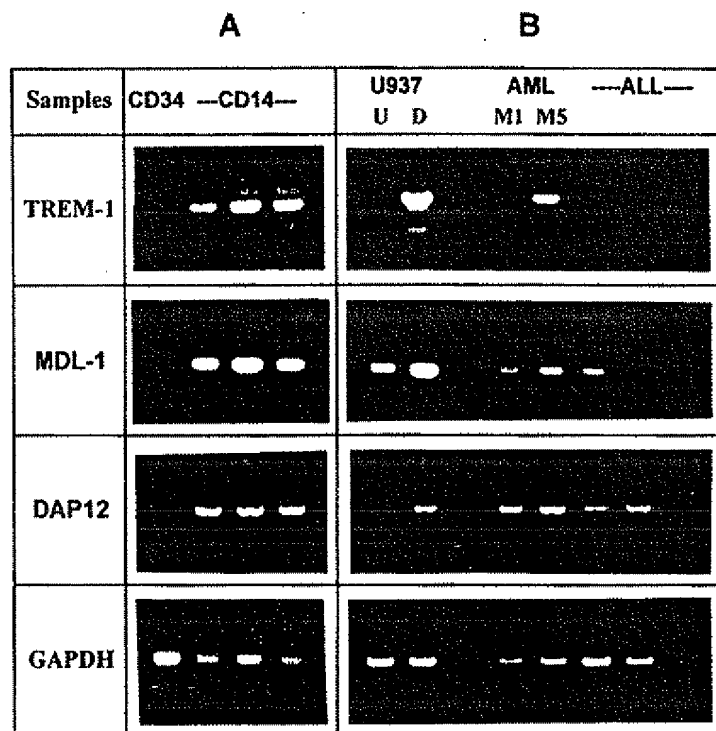 A B
Samples CD34 ---CD14--- U937 AML ----ALL----
U D M1 M5
TREM-1
MDL-1
DAP12
GAPDH